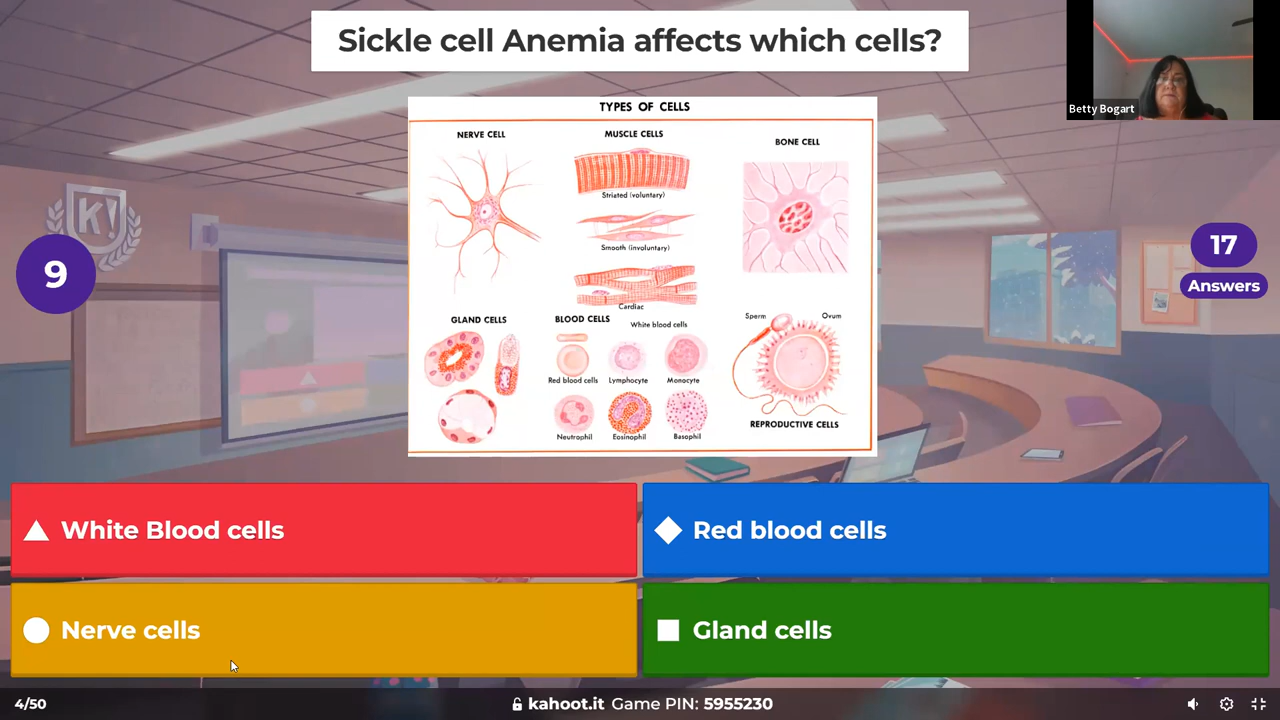 Sickle cell Anemia affects which cells?
Betty Bogart
TYPES OF CELLS
NERVE CELL
MUSCLE CELLS
BONE CELL
Striated (voluntary)
Smooth (involuntary)
Cardiac
GLAND CELLS
BLOOD CELLS
White blood cells
Red blood cells
Lymphocyte
Monocyte
Neutrophil
Eosinophil
Basophil
Sperm
Ovum
REPRODUCTIVE CELLS
K!
9
17
Answers
White Blood cells
Red blood cells
Nerve cells
Gland cells
4/50
kahoot.it Game PIN: 5955230